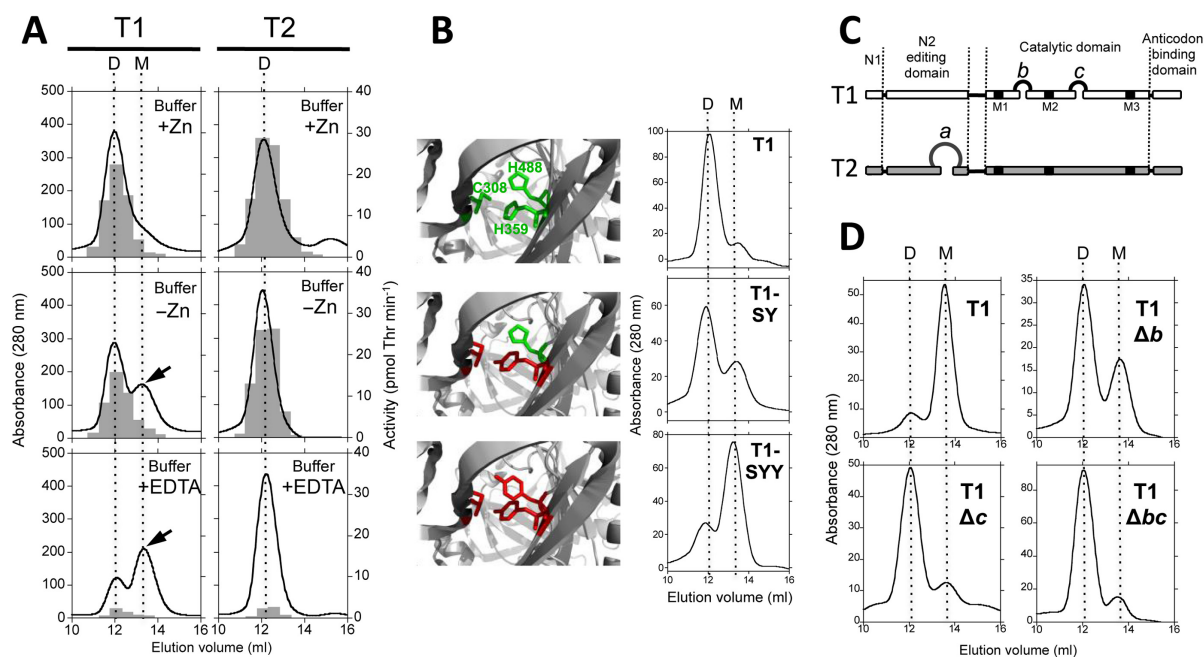 A
T1
T2
D
M
D
500
400
300
200
100
0
Buffer
+Zn
Buffer
+Zn
40
30
20
10
0
500
400
300
200
100
0
Buffer
–Zn
Buffer
–Zn
40
30
20
10
0
500
400
300
200
100
0
Buffer
+EDTA
Buffer
+EDTA
40
30
20
10
0
10
12
14
16
10
12
14
16
Absorbance (280 nm)
Activity (pmol Thr min-1)
Elution volume (ml)
B
H488
C308
H359
D
M
100
80
60
40
20
0
T1
80
60
40
20
0
T1-
SY
80
60
40
20
0
T1-
SYY
10
12
14
16
Absorbance (280 nm)
Elution volume (ml)
C
N1
N2
editing
domain
Catalytic domain
Anticodon
binding
domain
b
c
T1
M1
M2
M3
a
T2
D
D
M
D
M
50
40
30
20
10
T1
35
30
25
20
15
10
5
0
T1
Δb
50
40
30
20
10
0
T1
Δc
80
60
40
20
0
T1
Δbc
10
12
14
16
10
12
14
16
Absorbance (280 nm)
Elution volume (ml)